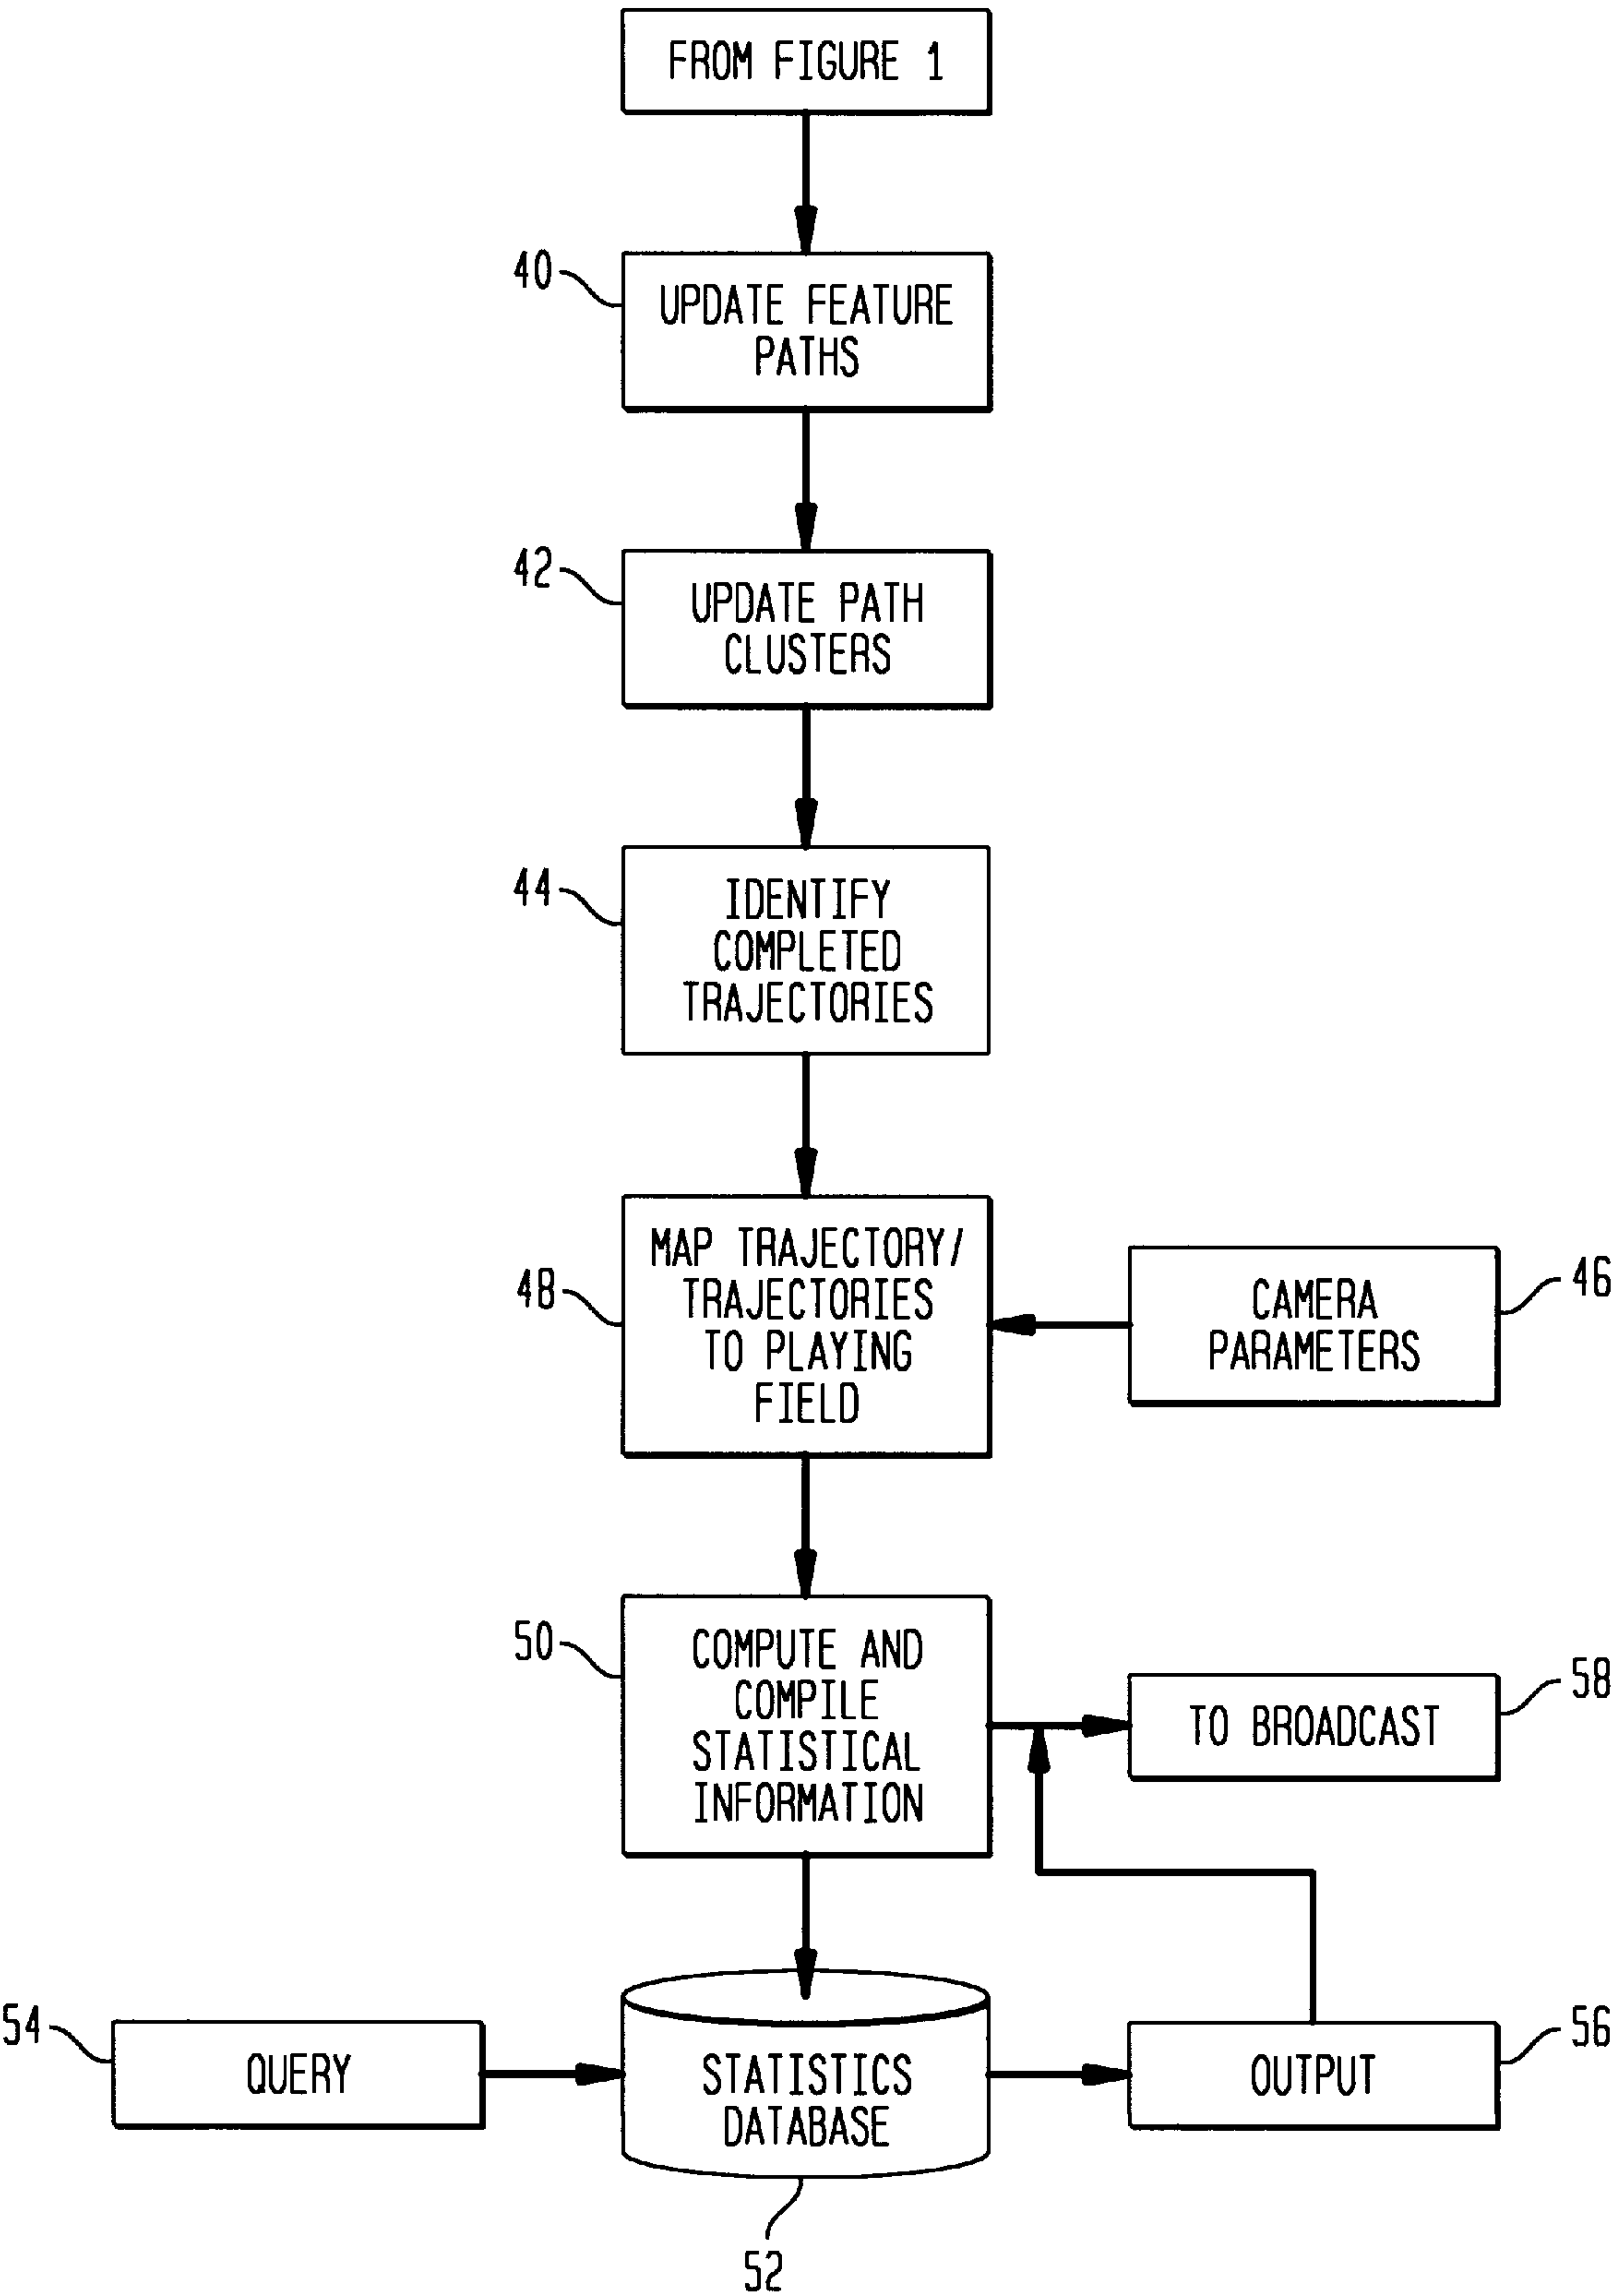 FROM FIGURE 1
40
UPDATE FEATURE
PATHS
42
UPDATE PATH
CLUSTERS
44
IDENTIFY
COMPLETED
TRAJECTORIES
48
MAP TRAJECTORY/
TRAJECTORIES
TO PLAYING
FIELD
CAMERA
PARAMETERS
46
50
COMPUTE AND
COMPILE
STATISTICAL
INFORMATION
TO BROADCAST
58
54
QUERY
STATISTICS
DATABASE
52
OUTPUT
56